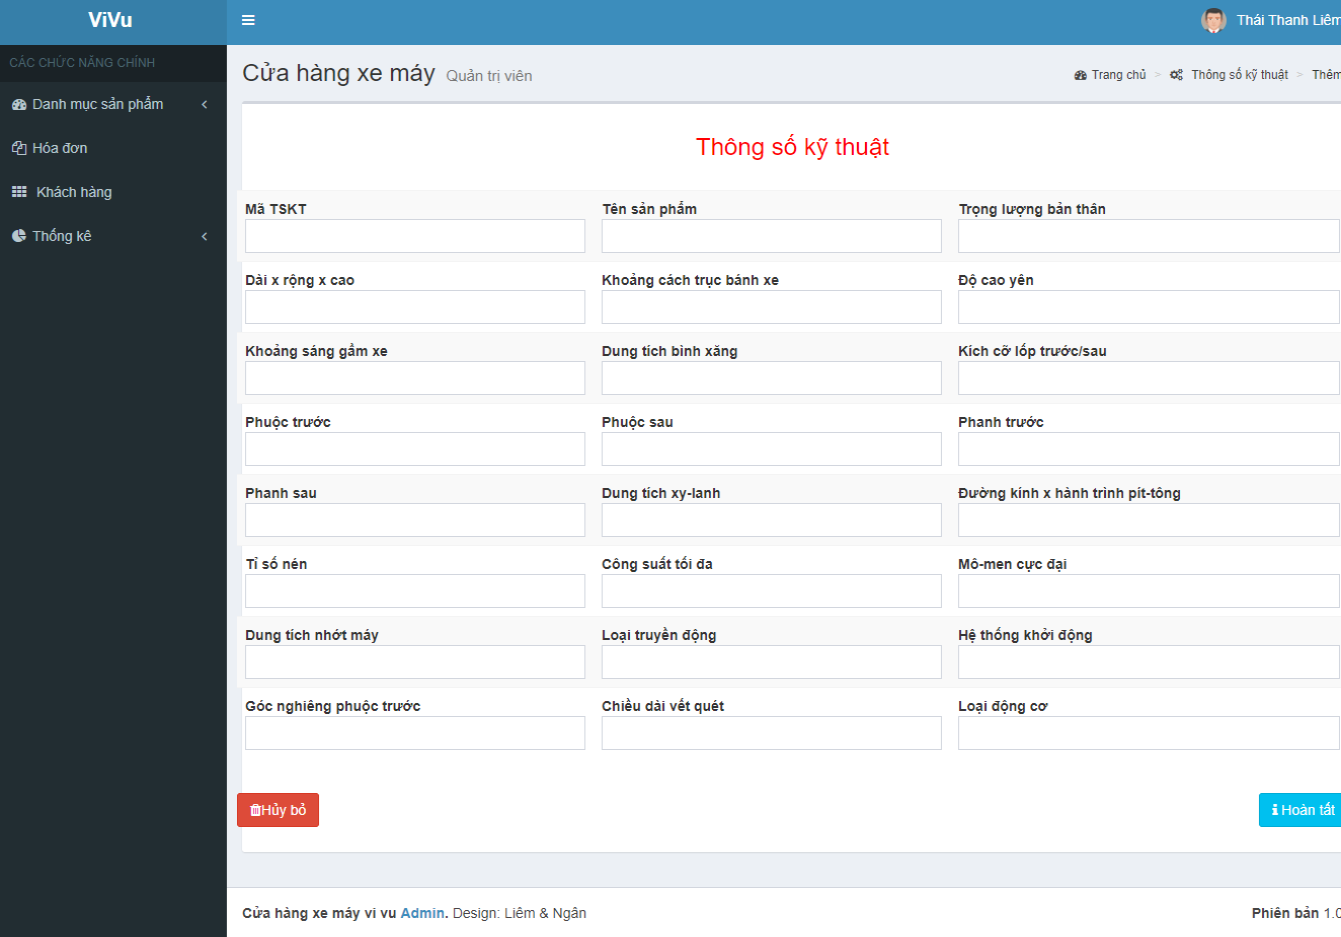 ViVu
Thái Thanh Liêm
CÁC CHỨC NĂNG CHÍNH
Danh mục sản phẩm
Hóa đơn
Khách hàng
Thống kê
Cửa hàng xe máy Quản trị viên
Trang chủ > Thông số kỹ thuật > Thêm
Thông số kỹ thuật
Mã TSKT Tên sản phẩm Trọng lượng bản thân
Dài x rộng x cao Khoảng cách trục bánh xe Độ cao yên
Khoảng sáng gầm xe Dung tích bình xăng Kích cỡ lốp trước/sau
Phuộc trước Phuộc sau Phanh trước
Phanh sau Dung tích xy-lanh Đường kính x hành trình pít-tông
Tỉ số nén Công suất tối đa Mô-men cực đại
Dung tích nhớt máy Loại truyền động Hệ thống khởi động
Góc nghiêng phuộc trước Chiều dài vết quét Loại động cơ
Hủy bỏ Hoàn tất
Cửa hàng xe máy vi vu Admin. Design: Liêm & Ngân
Phiên bản 1.0